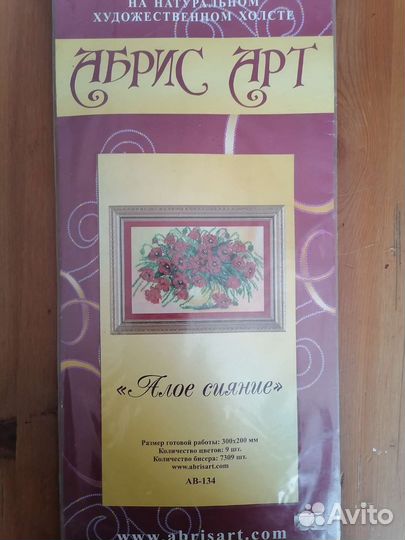 НА НАТУРАЛЬНОМ
ХУДОЖЕСТВЕННОМ ХОЛСТЕ
АБРИС АРТ
«Алое сияние»
Размер готовой работы: 300х200 мм
Количество цветов: 9 шт.
Количество бисера: 7309 шт.
www.abrisart.com
АВ-134
www.abrisart.com
Avito